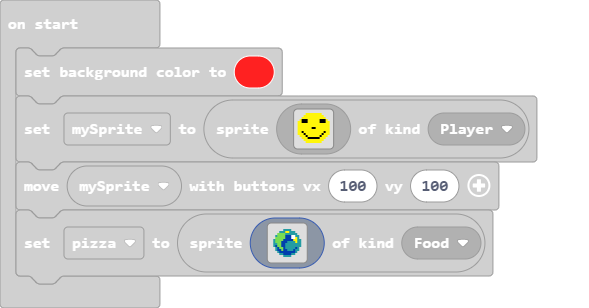 on start
set background color to
set mySprite to sprite of kind Player
move mySprite with buttons vx 100 vy 100
set pizza to sprite of kind Food